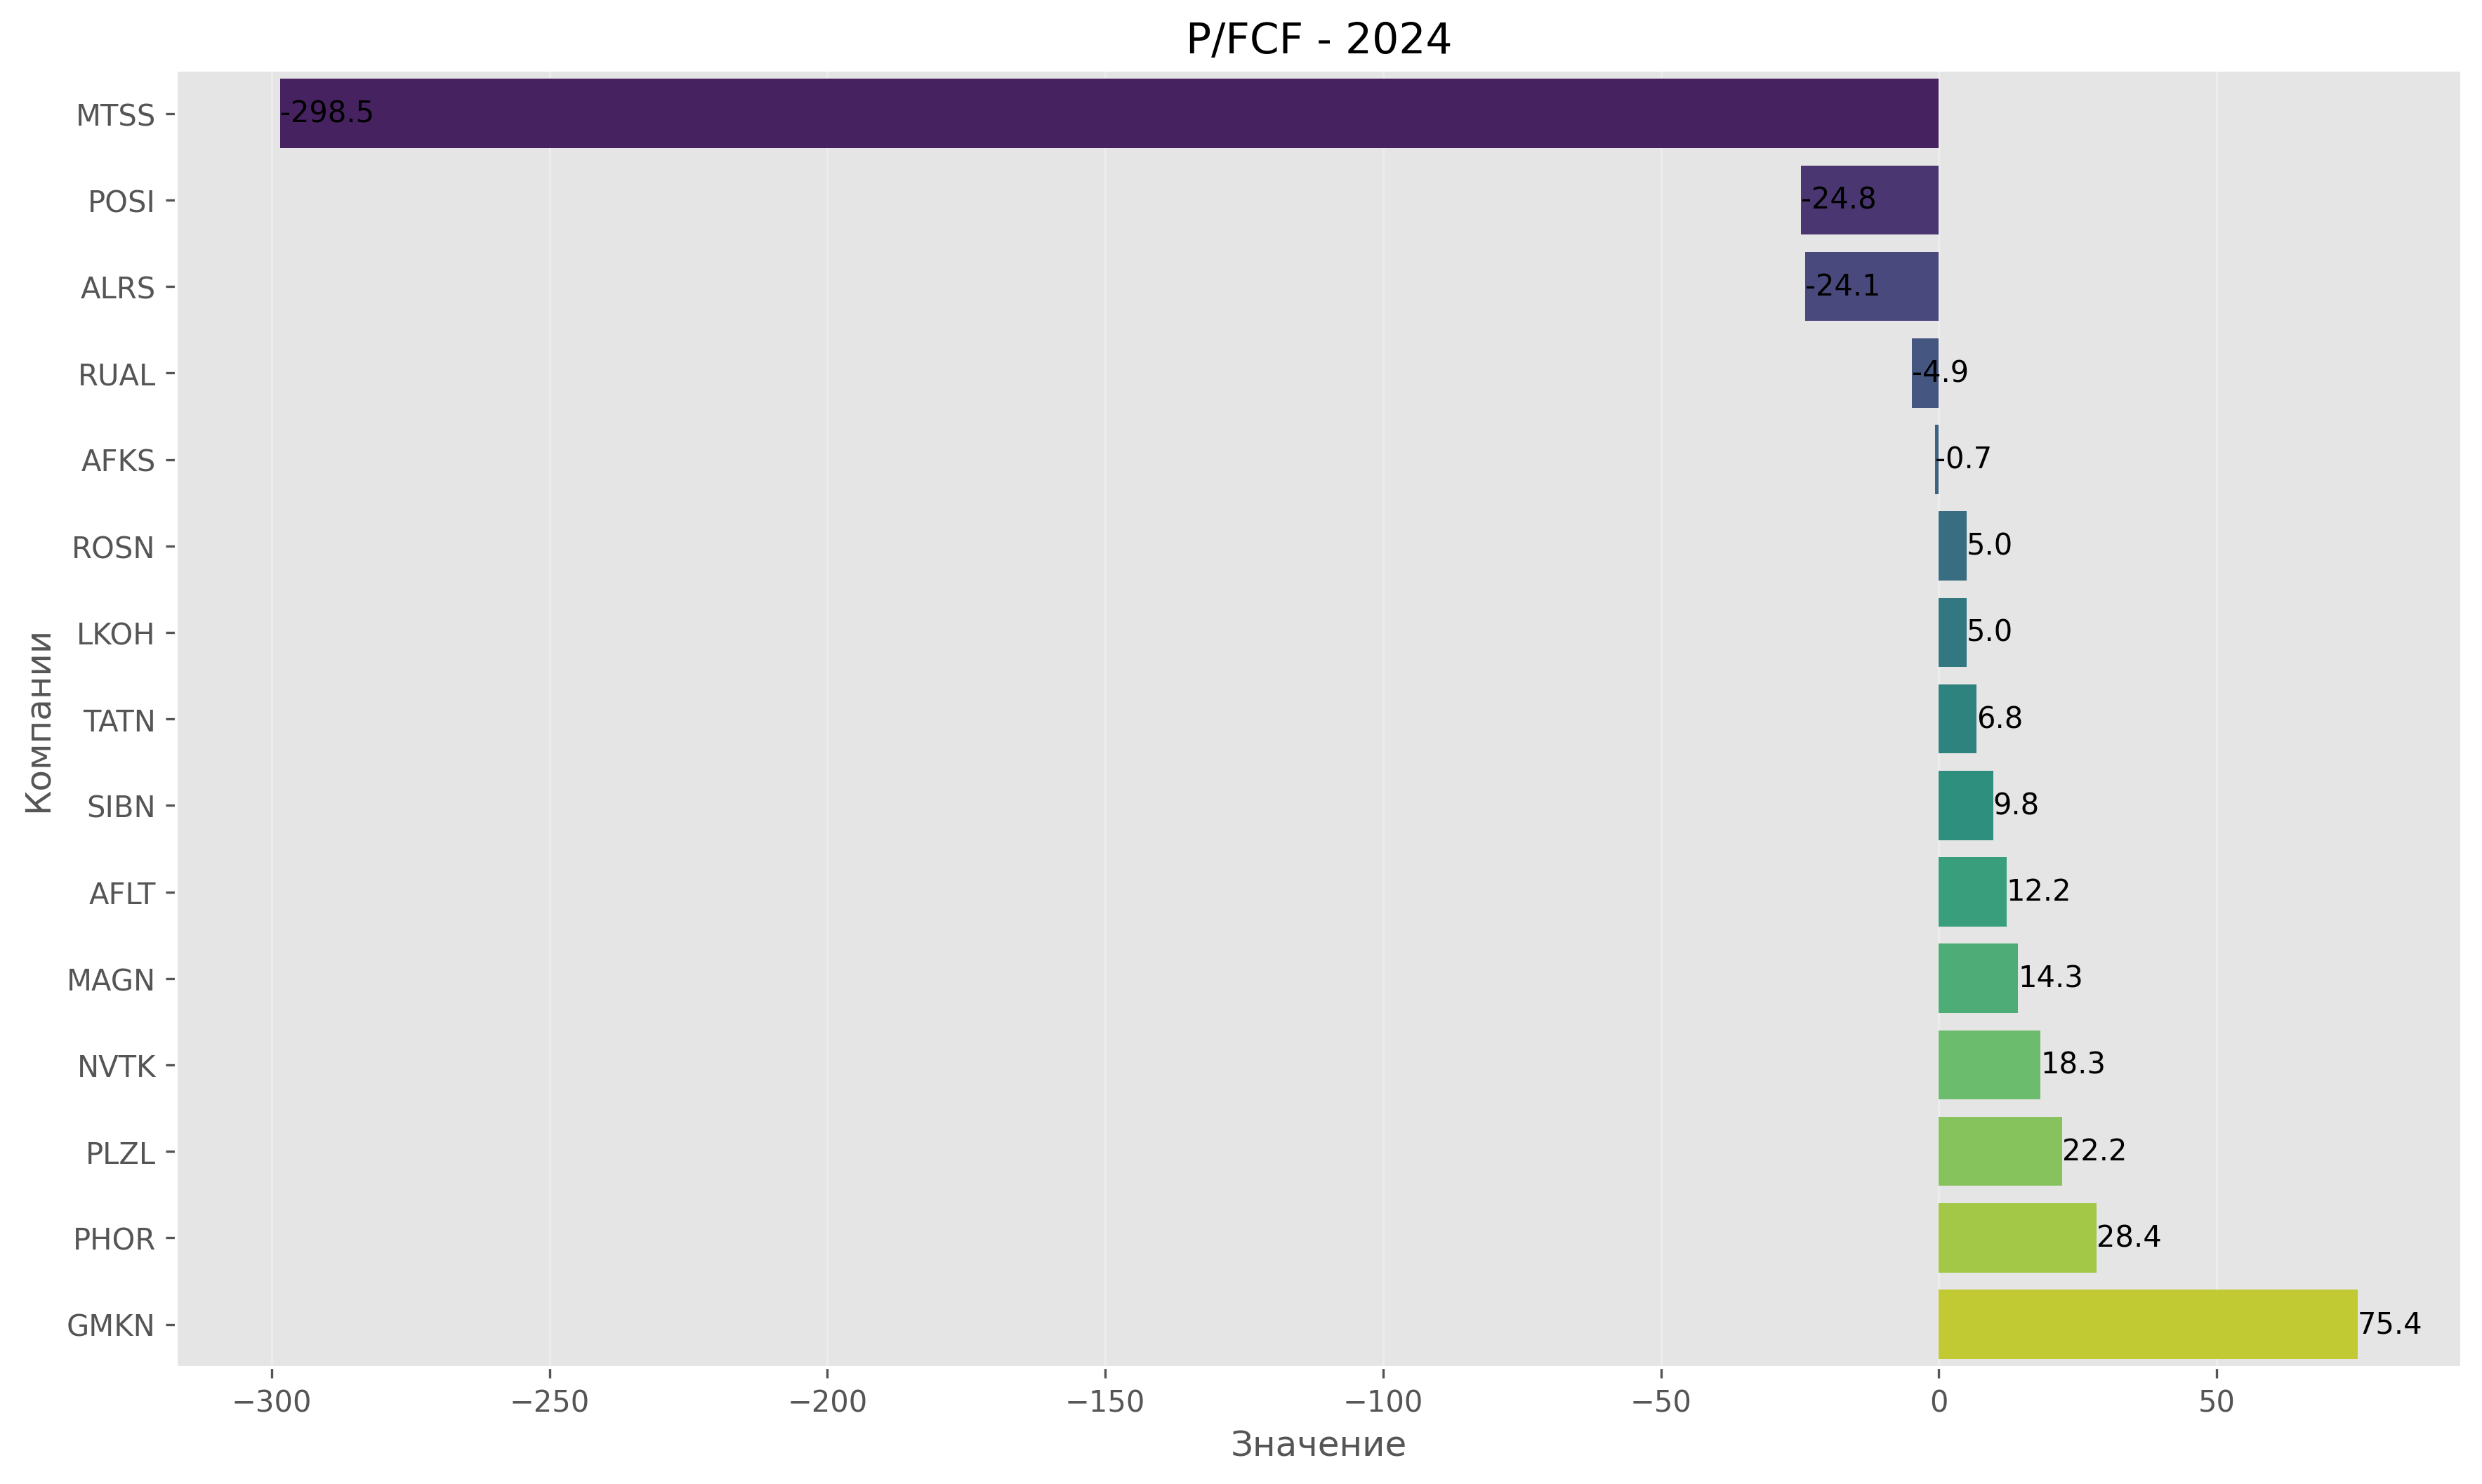 P/FCF - 2024
MTSS -298.5
POSI -24.8
ALRS -24.1
RUAL -4.9
AFKS -0.7
ROSN 5.0
LKOH 5.0
TATN 6.8
SIBN 9.8
AFLT 12.2
MAGN 14.3
NVTK 18.3
PLZL 22.2
PHOR 28.4
GMKN 75.4
Компании
−300 −250 −200 −150 −100 −50 0 50
Значение